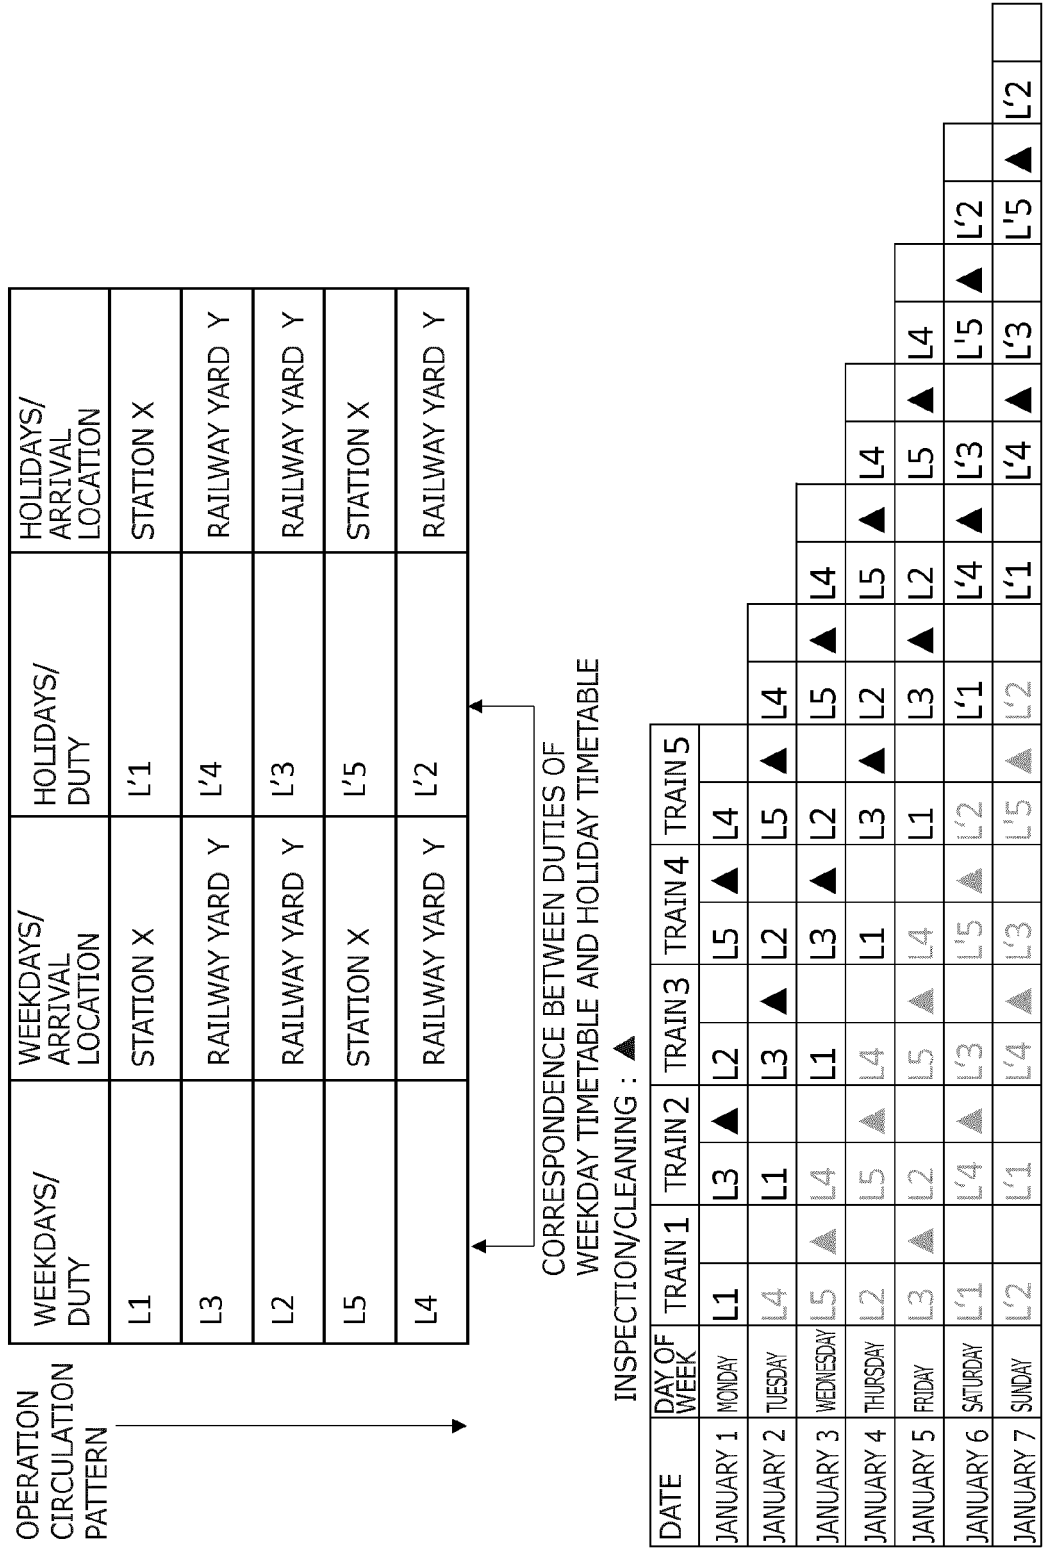 OPERATION
CIRCULATION
PATTERN
WEEKDAYS/
DUTY
WEEKDAYS/
ARRIVAL
LOCATION
HOLIDAYS/
DUTY
HOLIDAYS/
ARRIVAL
LOCATION
L1 STATION X L'1 STATION X
L3 RAILWAY YARD Y L'4 RAILWAY YARD Y
L2 RAILWAY YARD Y L'3 RAILWAY YARD Y
L5 STATION X L'5 STATION X
L4 RAILWAY YARD Y L'2 RAILWAY YARD Y
CORRESPONDENCE BETWEEN DUTIES OF
WEEKDAY TIMETABLE AND HOLIDAY TIMETABLE
INSPECTION/CLEANING : ▲
DATE DAY OF WEEK TRAIN 1 TRAIN 2 TRAIN 3 TRAIN 4 TRAIN 5
JANUARY 1 MONDAY L1 L3 ▲ L2 L5 ▲ L4
JANUARY 2 TUESDAY L4 L1 L3 ▲ L2 L5 ▲ L4
JANUARY 3 WEDNESDAY L5 ▲ L4 L1 L3 ▲ L2 L5 ▲ L4
JANUARY 4 THURSDAY L2 L5 ▲ L4 L1 L3 ▲ L2 L5 ▲ L4
JANUARY 5 FRIDAY L3 ▲ L2 L5 ▲ L4 L1 L3 ▲ L2 L5 ▲ L4
JANUARY 6 SATURDAY L'1 L'4 ▲ L'3 L'5 ▲ L'2 L'1 L'4 ▲ L'3 L'5 ▲ L'2
JANUARY 7 SUNDAY L'2 L'1 L'4 ▲ L'3 L'5 ▲ L'2 L'1 L'4 ▲ L'3 L'5 ▲ L'2